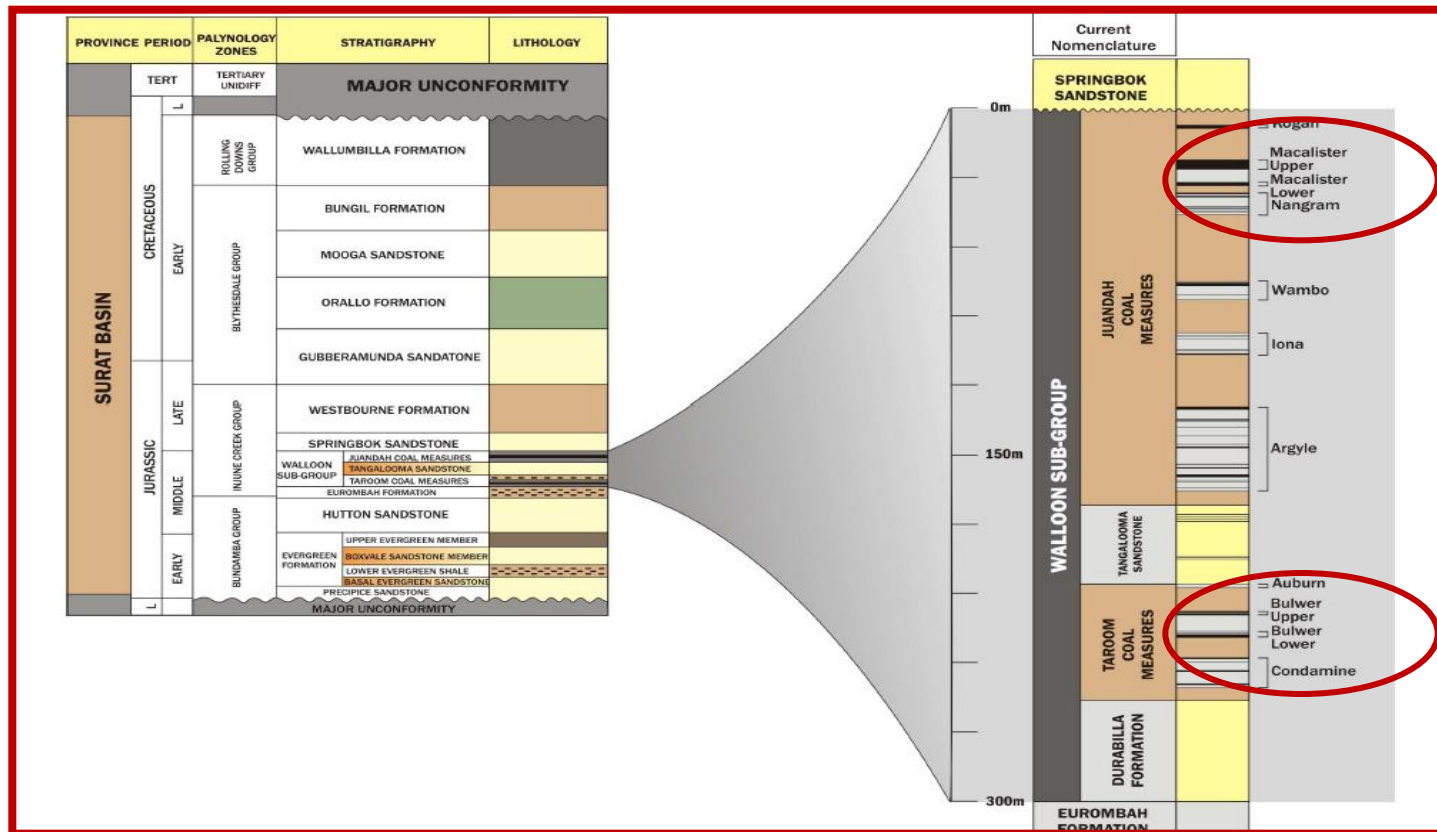 PROVINCE PERIOD PALYNOLOGY
ZONES
STRATIGRAPHY
LITHOLOGY
TERT
TERTIARY
UNIDIFF
MAJOR UNCONFORMITY
L
SURAT BASIN
CRETACEOUS
EARLY
ROLLING
DOWNS
GROUP
WALLUMBILLA FORMATION
BLYTHESDALE GROUP
BUNGIL FORMATION
MOOGA SANDSTONE
ORALLO FORMATION
GUBBERAMUNDA SANDATONE
JURASSIC
LATE
INJUNE CREEK GROUP
WESTBOURNE FORMATION
SPRINGBOK SANDSTONE
MIDDLE
WALLOON
SUB-GROUP
JUANDAH COAL MEASURES
TANGALOOMA SANDSTONE
TAROOM COAL MEASURES
EUROMBAH FORMATION
BUNDAMBA GROUP
HUTTON SANDSTONE
EARLY
EVERGREEN
FORMATION
UPPER EVERGREEN MEMBER
BOXVALE SANDSTONE MEMBER
LOWER EVERGREEN SHALE
BASAL EVERGREEN SANDSTONE
PRECIPICE SANDSTONE
L
MAJOR UNCONFORMITY
Current
Nomenclature
SPRINGBOK
SANDSTONE
0m
150m
300m
WALLOON SUB-GROUP
JUANDAH
COAL
MEASURES
Kogan
Macalister
Upper
Macalister
Lower
Nangram
Wambo
Iona
Argyle
TANGALOOMA
SANDSTONE
TAROOM
COAL
MEASURES
Auburn
Bulwer
Upper
Bulwer
Lower
Condamine
DURABILLA
FORMATION
EUROMBAH
FORMATION